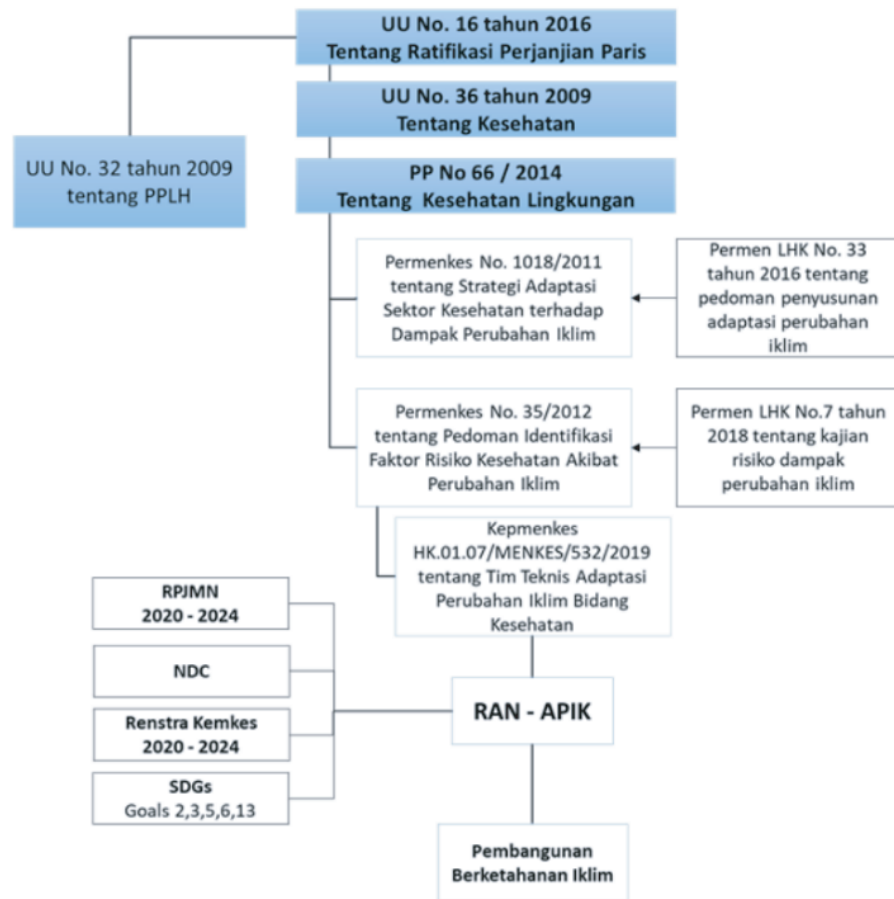 UU No. 16 tahun 2016
Tentang Ratifikasi Perjanjian Paris
UU No. 36 tahun 2009
Tentang Kesehatan
UU No. 32 tahun 2009
tentang PPLH
PP No 66 / 2014
Tentang Kesehatan Lingkungan
Permenkes No. 1018/2011
tentang Strategi Adaptasi
Sektor Kesehatan terhadap
Dampak Perubahan Iklim
Permen LHK No. 33
tahun 2016 tentang
pedoman penyusunan
adaptasi perubahan
iklim
Permenkes No. 35/2012
tentang Pedoman Identifikasi
Faktor Risiko Kesehatan Akibat
Perubahan Iklim
Permen LHK No.7 tahun
2018 tentang kajian
risiko dampak
perubahan iklim
Kepmenkes
HK.01.07/MENKES/532/2019
tentang Tim Teknis Adaptasi
Perubahan Iklim Bidang
Kesehatan
RPJMN
2020 - 2024
NDC
Renstra Kemkes
2020 - 2024
SDGs
Goals 2,3,5,6,13
RAN - APIK
Pembangunan
Berketahanan Iklim